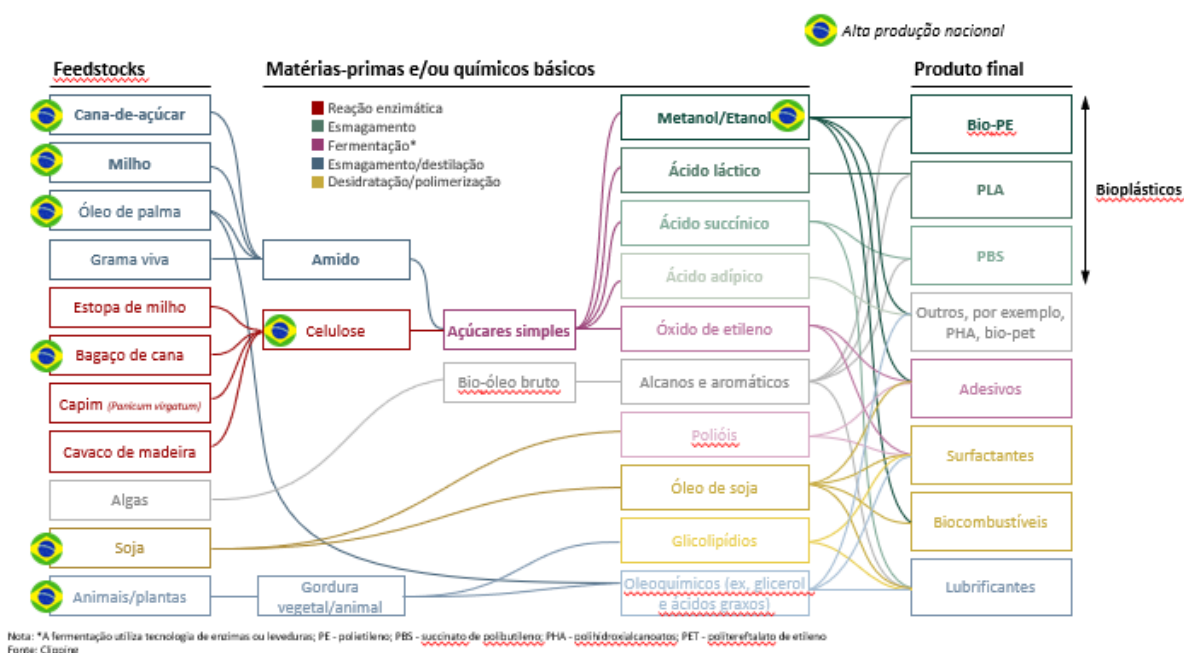 Alta produção nacional
Feedstocks
Matérias-primas e/ou químicos básicos
Produto final
Reação enzimática
Esmagamento
Fermentação*
Esmagamento/destilação
Desidratação/polimerização
Cana-de-açúcar
Milho
Óleo de palma
Grama viva
Estopa de milho
Bagaço de cana
Capim (Panicum virgatum)
Cavaco de madeira
Algas
Soja
Animais/plantas
Amido
Celulose
Gordura
vegetal/animal
Açúcares simples
Bio-óleo bruto
Metanol/Etanol
Ácido láctico
Ácido succínico
Ácido adípico
Óxido de etileno
Alcanos e aromáticos
Polióis
Óleo de soja
Glicolipídios
Oleoquímicos (ex, glicerol
e ácidos graxos)
Bio-PE
PLA
PBS
Outros, por exemplo,
PHA, bio-pet
Adesivos
Surfactantes
Biocombustíveis
Lubrificantes
Bioplásticos
Nota: *A fermentação utiliza tecnologia de enzimas ou leveduras; PE - polietileno; PBS - succinato de polibutileno; PHA - polihidroxialcanoatos; PET - politereftalato de etileno
Fonte: Clipping